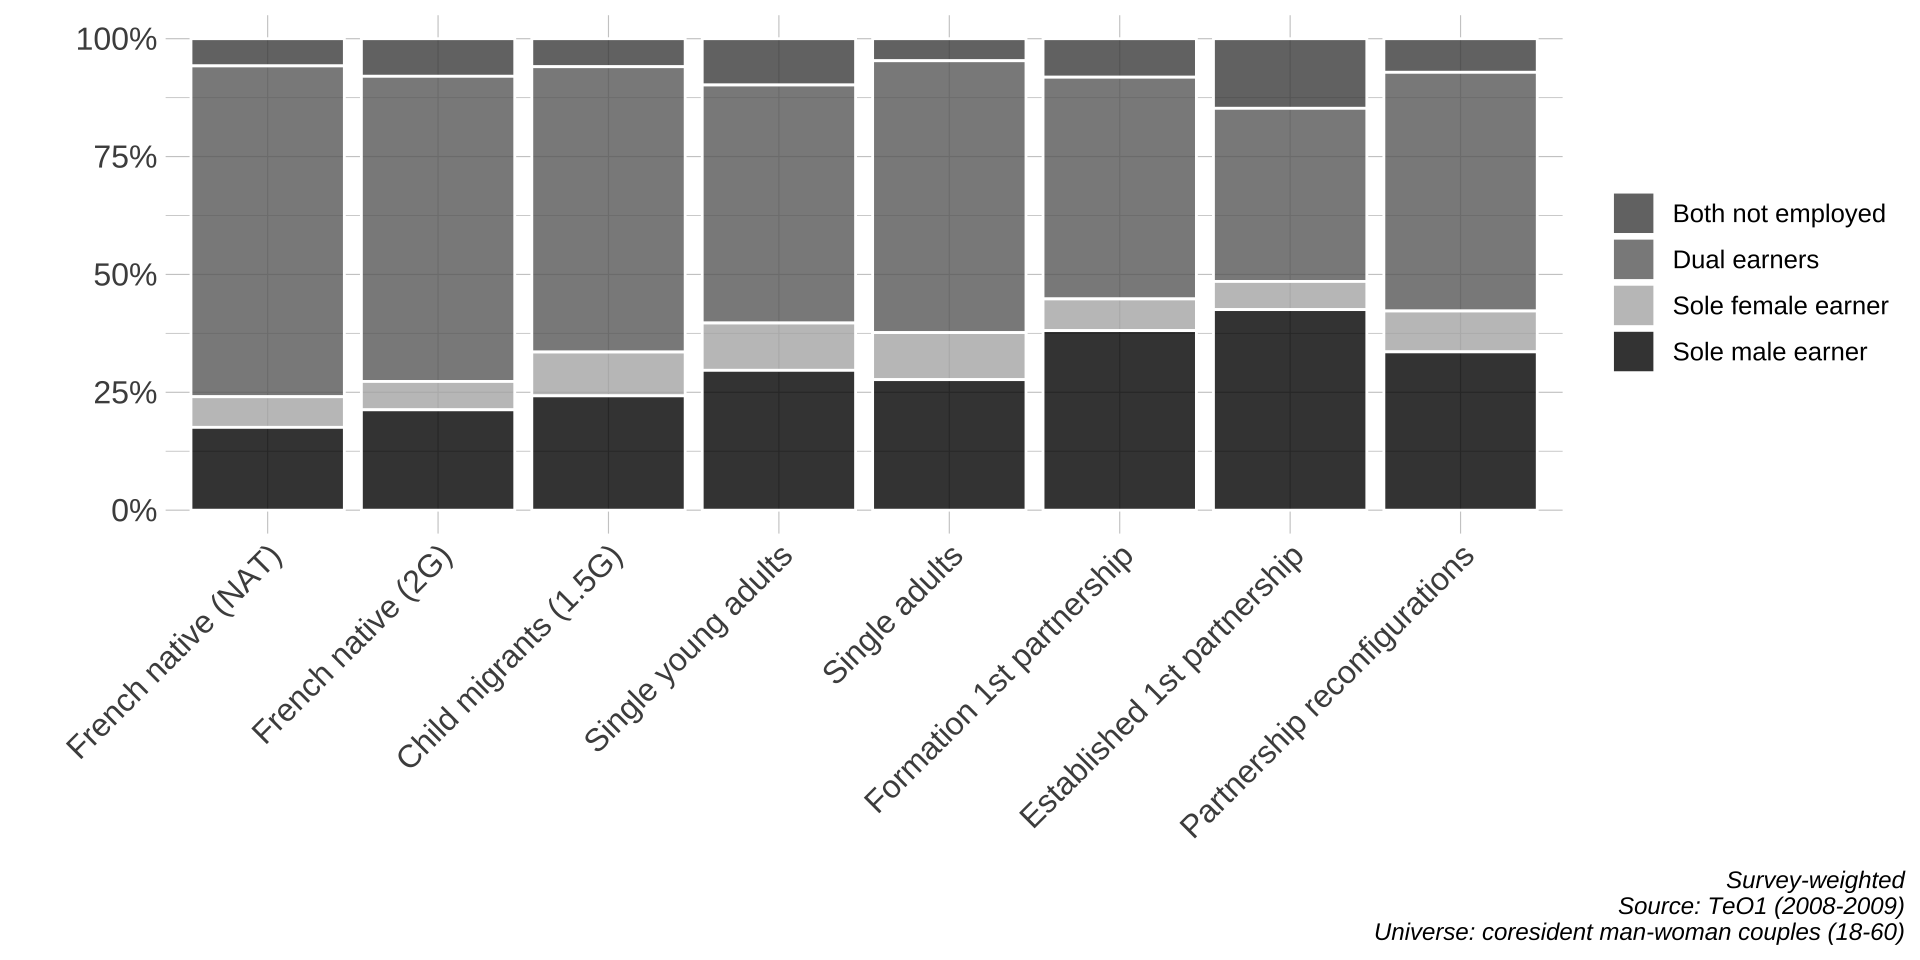 100%
75%
50%
25%
0%
French native (NAT)
French native (2G)
Child migrants (1.5G)
Single young adults
Single adults
Formation 1st partnership
Established 1st partnership
Partnership reconfigurations
Both not employed
Dual earners
Sole female earner
Sole male earner
Survey-weighted
Source: TeO1 (2008-2009)
Universe: coresident man-woman couples (18-60)